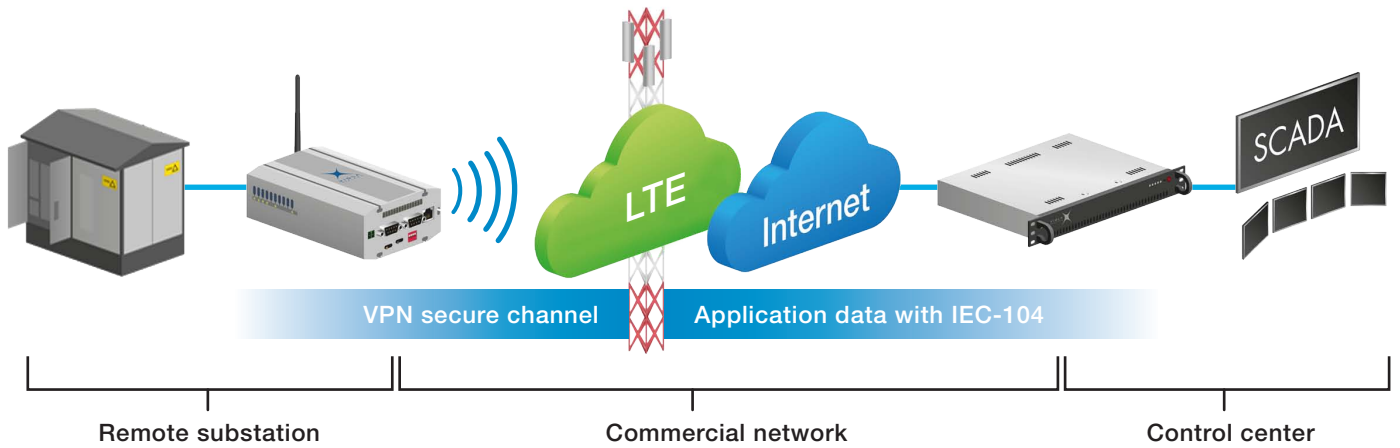 SCADA
LTE
Internet
VPN secure channel
Application data with IEC-104
Remote substation
Commercial network
Control center